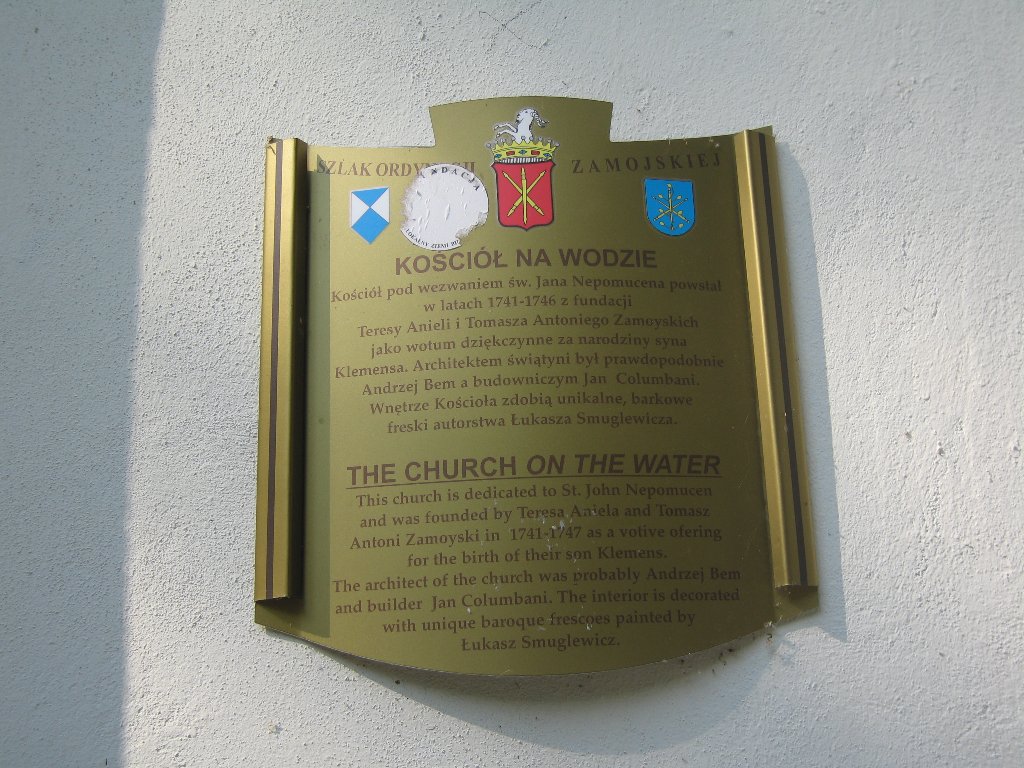 SZLAK ORDYNACJI ZAMOJSKIEJ
KOŚCIÓŁ NA WODZIE
Kościół pod wezwaniem św. Jana Nepomucena powstał
w latach 1741-1746 z fundacji
Teresy Anieli i Tomasza Antoniego Zamoyskich
jako wotum dziękczynne za narodziny syna
Klemensa. Architektem świątyni był prawdopodobnie
Andrzej Bem a budowniczym Jan Columbani.
Wnętrze Kościoła zdobią unikalne, barkowe
freski autorstwa Łukasza Smuglewicza.
THE CHURCH ON THE WATER
This church is dedicated to St. John Nepomucen
and was founded by Teresa Aniela and Tomasz
Antoni Zamoyski in 1741-1747 as a votive ofering
for the birth of their son Klemens.
The architect of the church was probably Andrzej Bem
and builder Jan Columbani. The interior is decorated
with unique baroque frescoes painted by
Łukasz Smuglewicz.